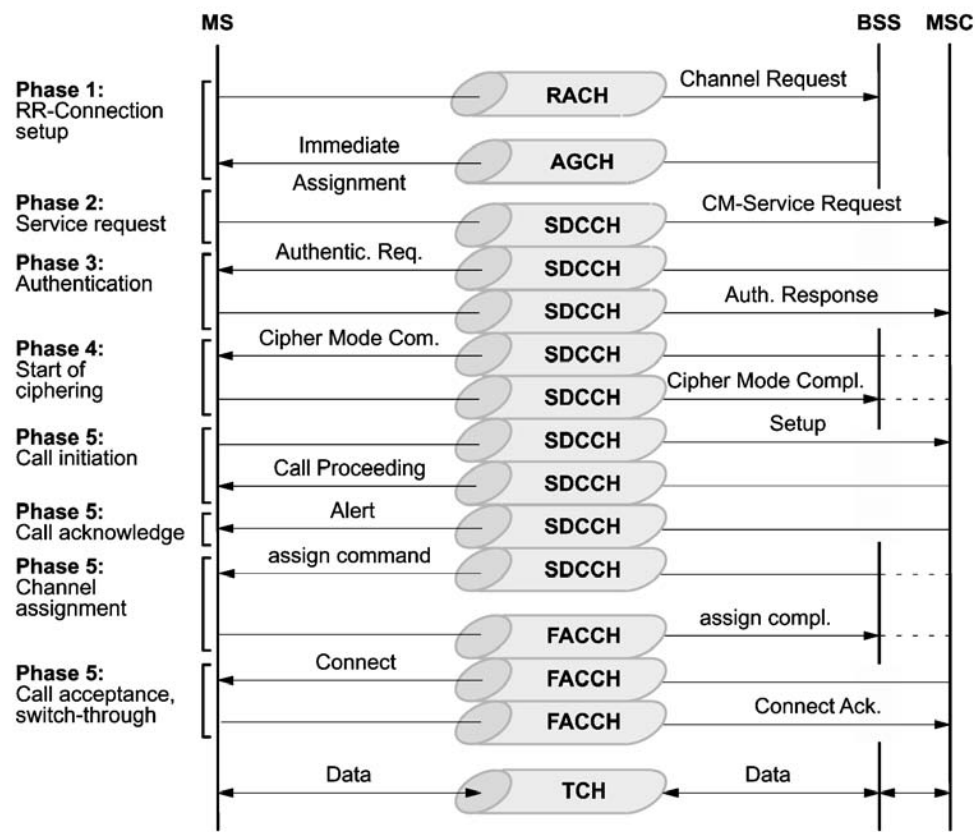 MS BSS MSC
Phase 1:
RR-Connection
setup
RACH
Channel Request
Immediate
Assignment
AGCH
Phase 2:
Service request
SDCCH
CM-Service Request
Phase 3:
Authentication
Authentic. Req.
SDCCH
SDCCH
Auth. Response
Phase 4:
Start of
ciphering
Cipher Mode Com.
SDCCH
SDCCH
Cipher Mode Compl.
Phase 5:
Call initiation
SDCCH
Setup
Call Proceeding
SDCCH
Phase 5:
Call acknowledge
Alert
SDCCH
Phase 5:
Channel
assignment
assign command
SDCCH
FACCH
assign compl.
Phase 5:
Call acceptance,
switch-through
Connect
FACCH
FACCH
Connect Ack.
Data
TCH
Data